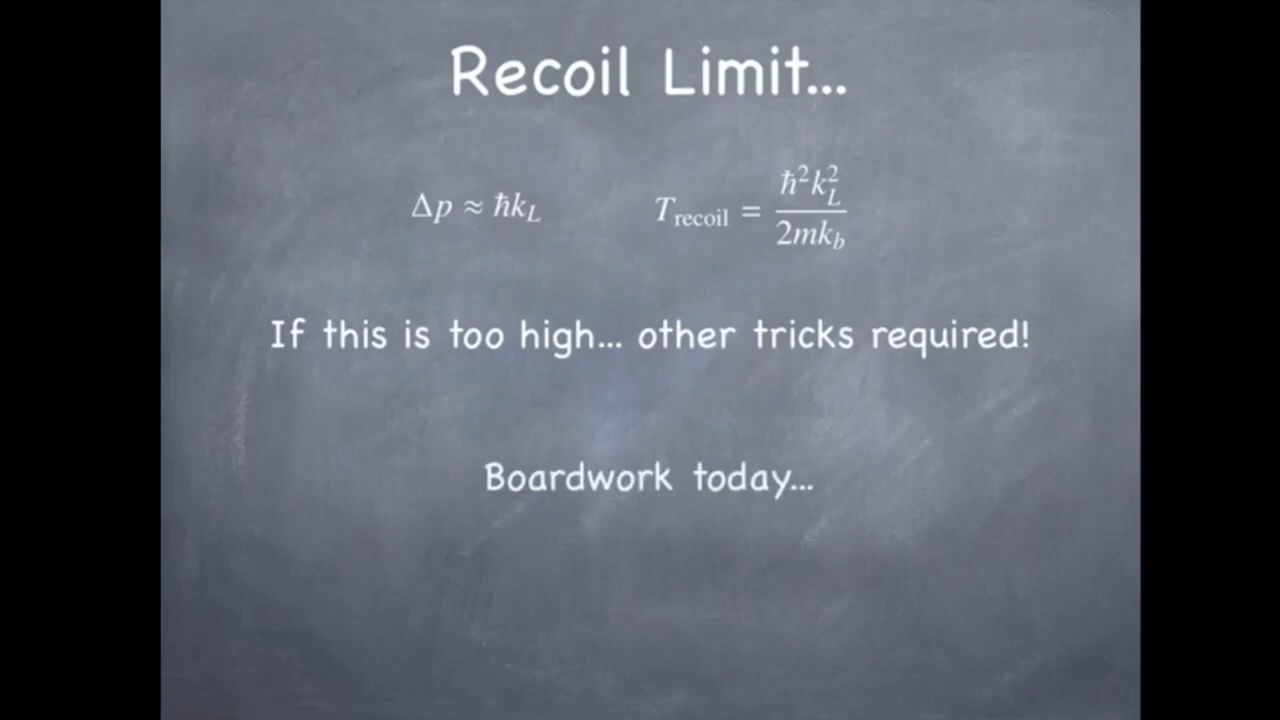 Recoil Limit...
Δp ≈ ħk_L    T_recoil = ħ²k_L² / 2mk_b
If this is too high... other tricks required!
Boardwork today...